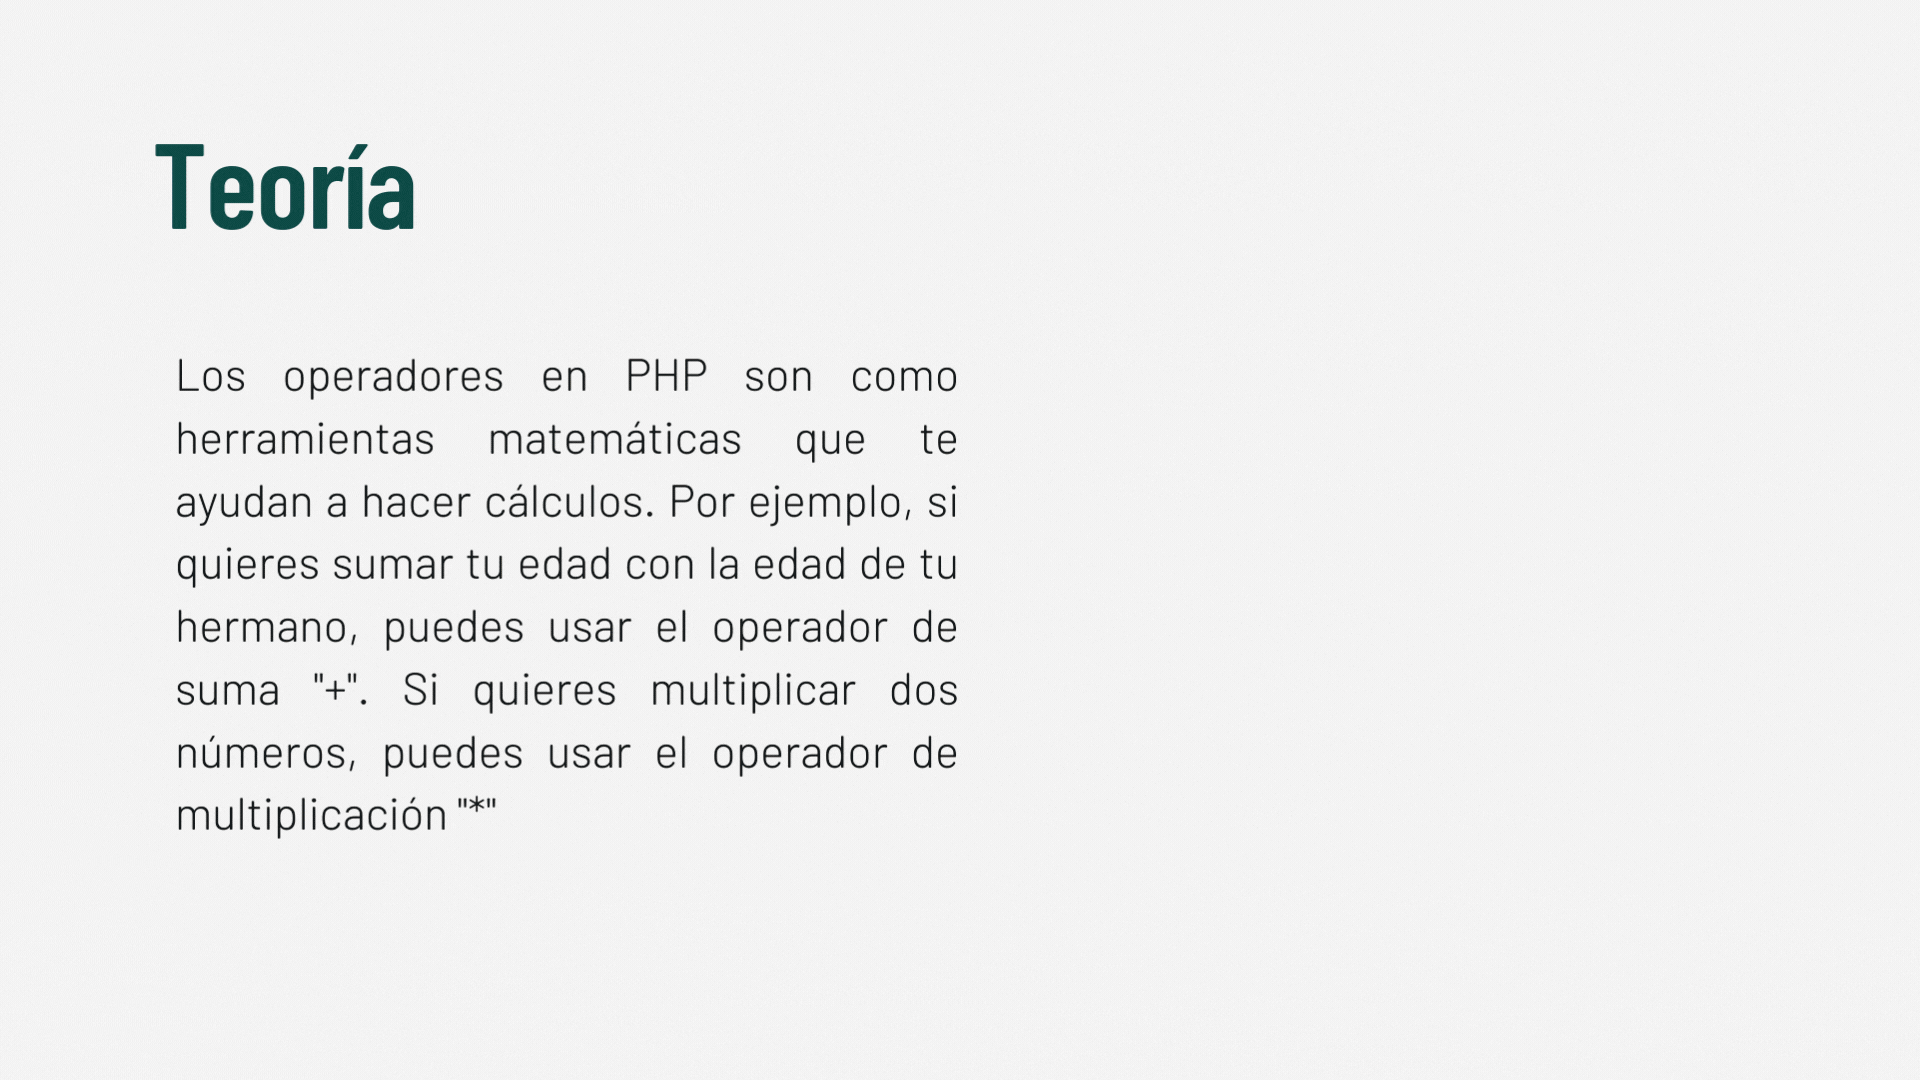 Teoría
Los operadores en PHP son como
herramientas matemáticas que te
ayudan a hacer cálculos. Por ejemplo, si
quieres sumar tu edad con la edad de tu
hermano, puedes usar el operador de
suma "+". Si quieres multiplicar dos
números, puedes usar el operador de
multiplicación "*"